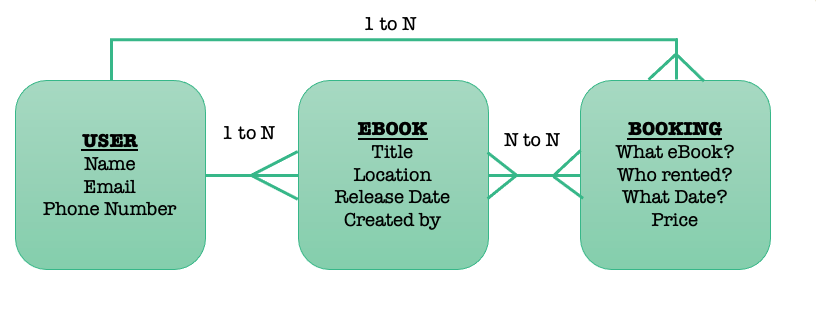 1 to N
USER
Name
Email
Phone Number
1 to N
EBOOK
Title
Location
Release Date
Created by
N to N
BOOKING
What eBook?
Who rented?
What Date?
Price